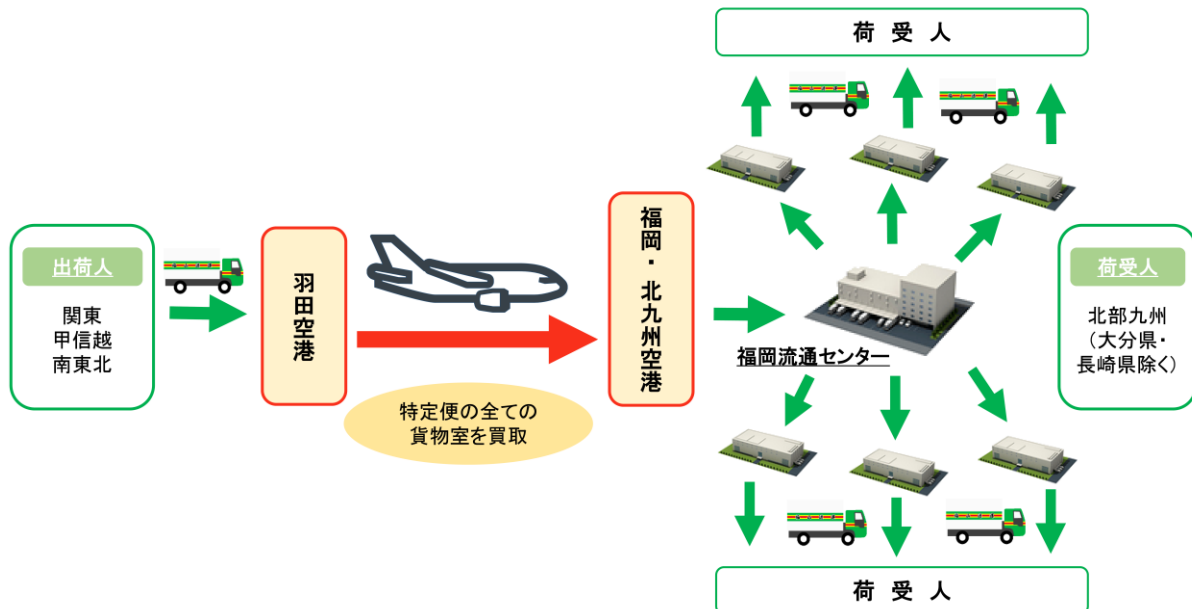 荷 受 人
出荷人
関東
甲信越
南東北
羽田空港
特定便の全ての
貨物室を買取
福岡・北九州空港
福岡流通センター
荷受人
北部九州
（大分県・
長崎県除く）
荷 受 人